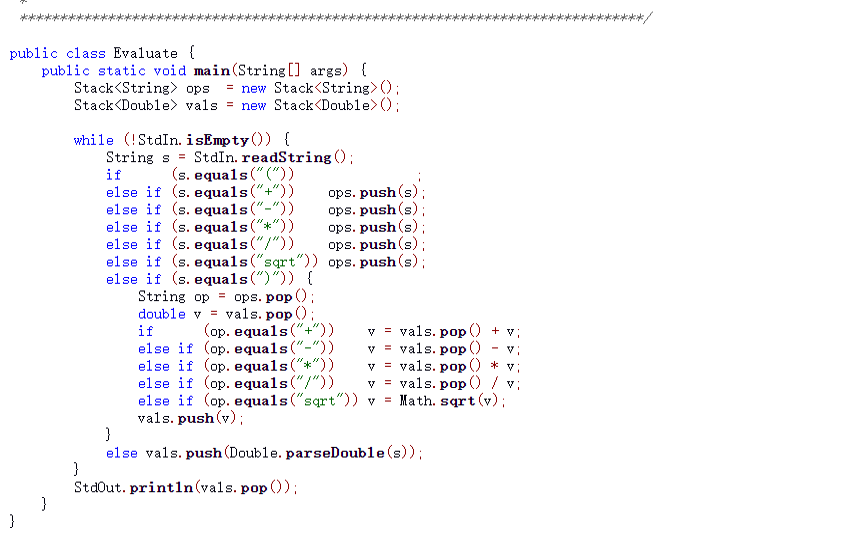 *
******************************************************************************/
public class Evaluate {
    public static void main(String[] args) {
        Stack<String> ops  = new Stack<String>();
        Stack<Double> vals = new Stack<Double>();

        while (!StdIn.isEmpty()) {
            String s = StdIn.readString();
            if      (s.equals("("))               ;
            else if (s.equals("+"))    ops.push(s);
            else if (s.equals("-"))    ops.push(s);
            else if (s.equals("*"))    ops.push(s);
            else if (s.equals("/"))    ops.push(s);
            else if (s.equals("sqrt")) ops.push(s);
            else if (s.equals(")")) {
                String op = ops.pop();
                double v = vals.pop();
                if      (op.equals("+"))    v = vals.pop() + v;
                else if (op.equals("-"))    v = vals.pop() - v;
                else if (op.equals("*"))    v = vals.pop() * v;
                else if (op.equals("/"))    v = vals.pop() / v;
                else if (op.equals("sqrt")) v = Math.sqrt(v);
                vals.push(v);
            }
            else vals.push(Double.parseDouble(s));
        }
        StdOut.println(vals.pop());
    }
}